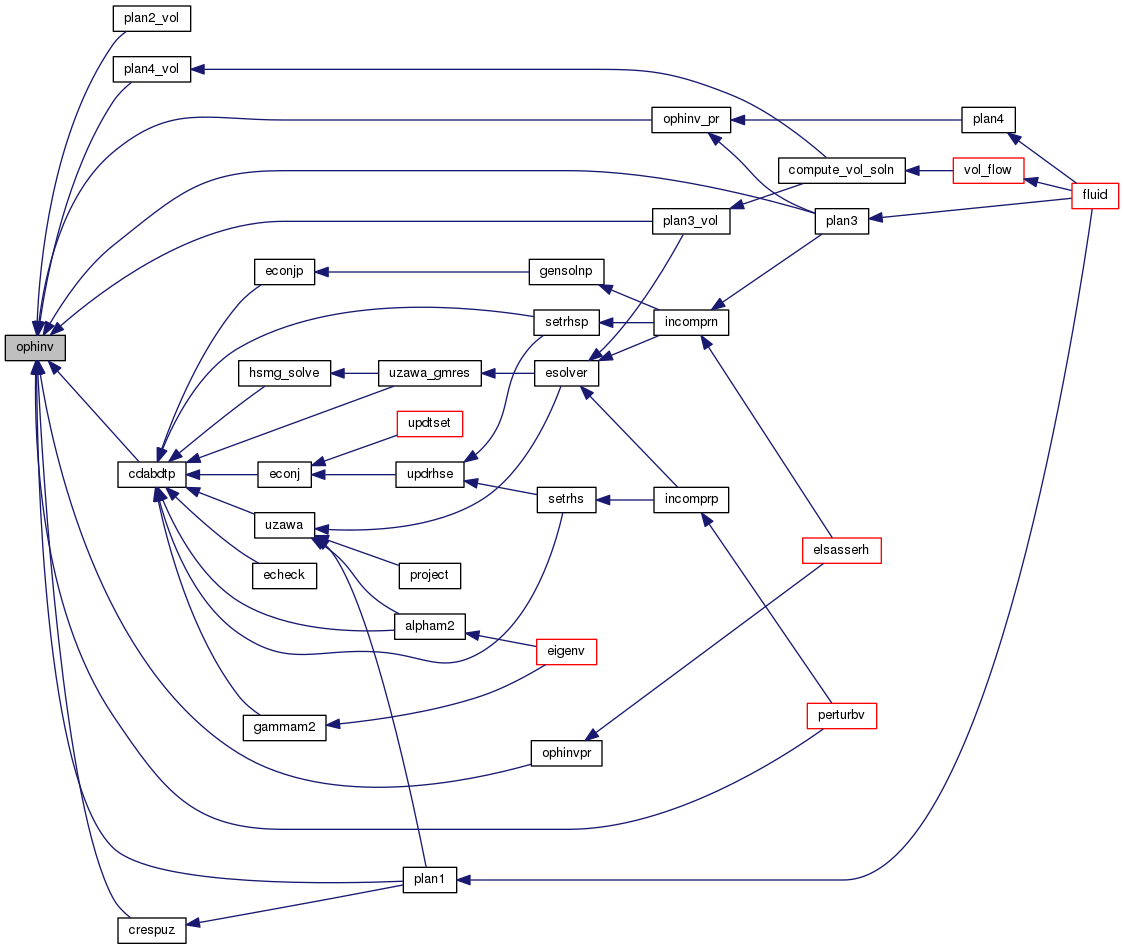 plan2_vol
plan4_vol
ophinv_pr
plan4
compute_vol_soln
vol_flow
fluid
plan3_vol
plan3
econjp
gensolnp
setrhsp
incomprn
ophinv
hsmg_solve
uzawa_gmres
esolver
updtset
cdabdtp
econj
updrhse
setrhs
incomprp
uzawa
elsasserh
echeck
project
alpham2
eigenv
gammam2
perturbv
ophinvpr
plan1
crespuz